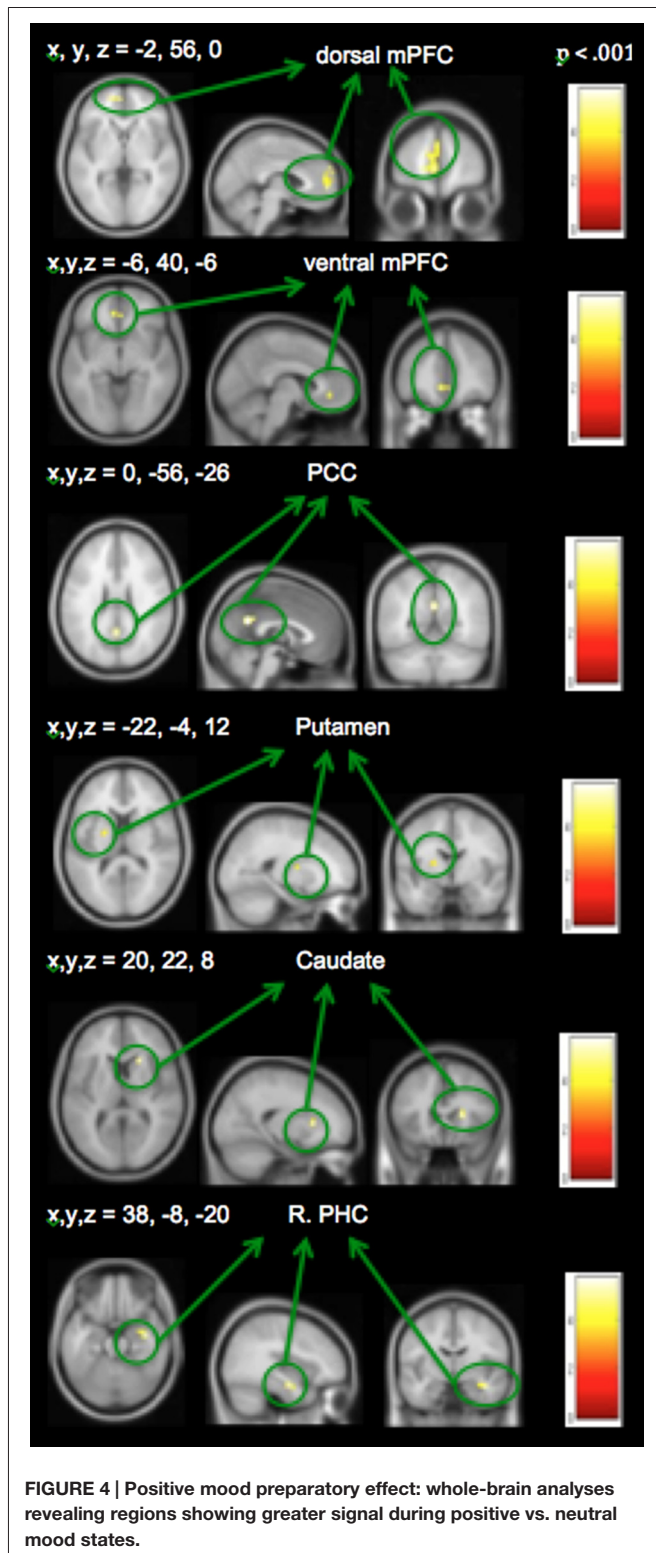 x, y, z = -2, 56, 0 dorsal mPFC p < .001
x,y,z = -6, 40, -6 ventral mPFC
x,y,z = 0, -56, -26 PCC
x,y,z = -22, -4, 12 Putamen
x,y,z = 20, 22, 8 Caudate
x,y,z = 38, -8, -20 R. PHC
FIGURE 4 | Positive mood preparatory effect: whole-brain analyses
revealing regions showing greater signal during positive vs. neutral
mood states.